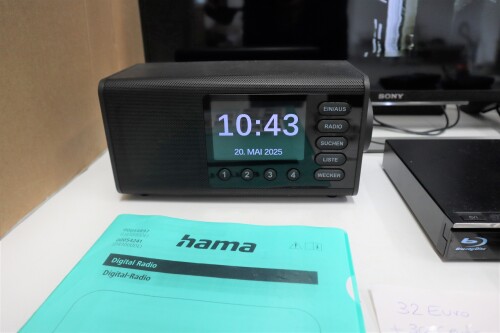 10:43
20. MAI 2025
EIN/AUS
RADIO
SUCHEN
LISTE
WECKER
1 2 3 4
SONY
hama
Digital Radio
Digital-Radio
32 Euro